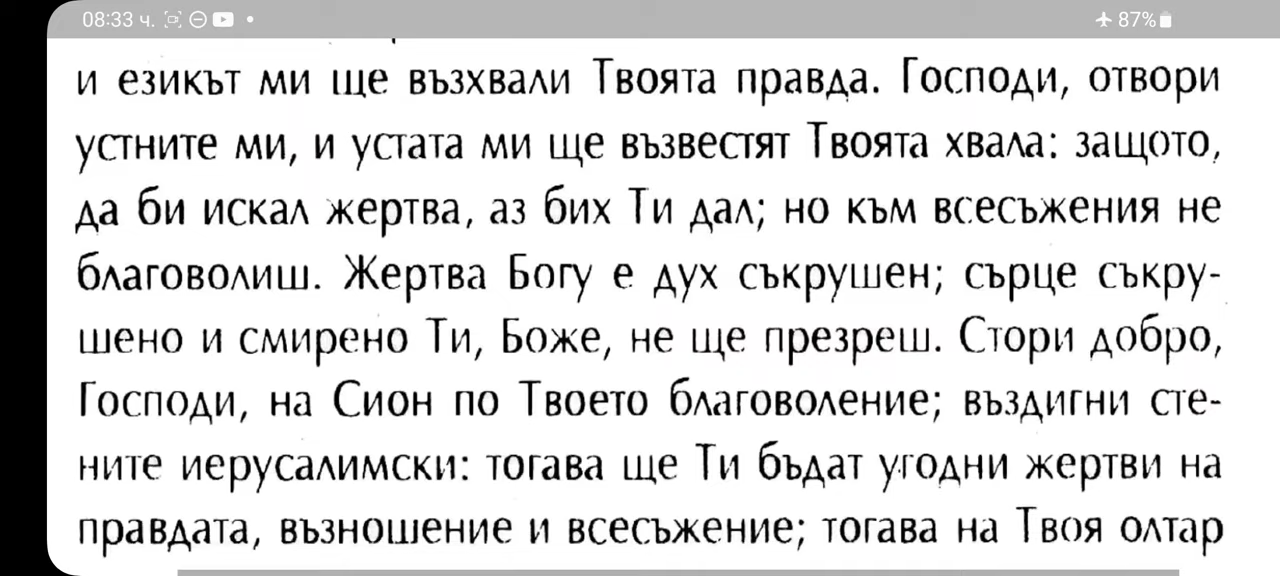 08:33 ч.
87%
и езикът ми ще възхвали Твоята правда. Господи, отвори
устните ми, и устата ми ще възвестят Твоята хвала: защото,
да би искал жертва, аз бих Ти дал; но към всесъжения не
благоволиш. Жертва Богу е дух съкрушен; сърце съкру-
шено и смирено Ти, Боже, не ще презреш. Стори добро,
Господи, на Сион по Твоето благоволение; въздигни сте-
ните иерусалимски: тогава ще Ти бъдат угодни жертви на
правдата, възношение и всесъжение; тогава на Твоя олтар